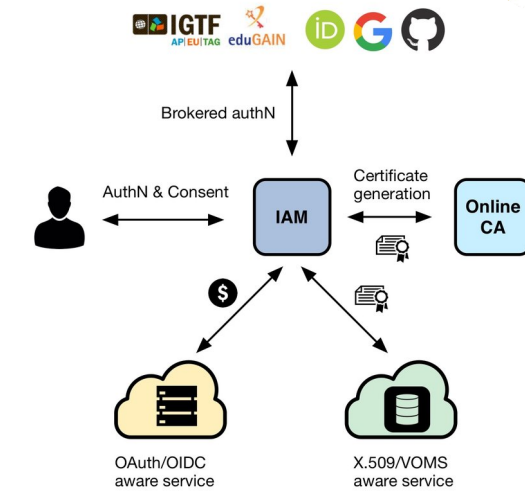 IGTF
AP|EU|TAG
eduGAIN
iD
G
Brokered authN
AuthN & Consent
IAM
Certificate
generation
Online
CA
$
OAuth/OIDC
aware service
X.509/VOMS
aware service